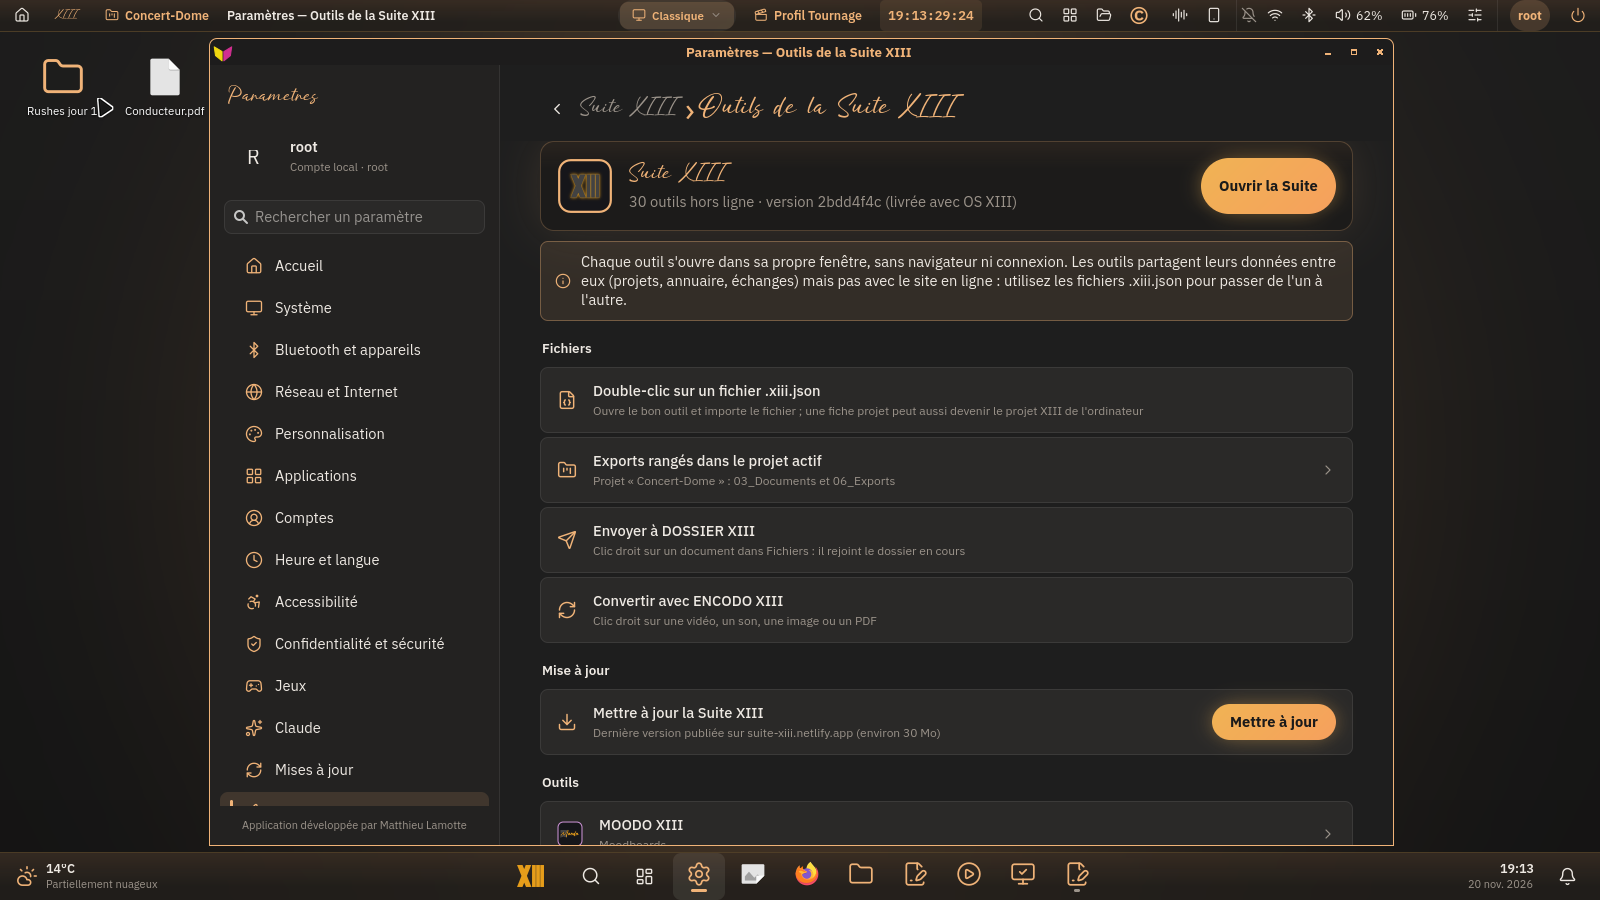 XIII
Concert-Dome
Paramètres — Outils de la Suite XIII
Classique
Profil Tournage
19:13:29:24
62%
76%
root
Rushes jour 1
Conducteur.pdf
Paramètres — Outils de la Suite XIII
Paramètres
R
root
Compte local · root
Rechercher un paramètre
Accueil
Système
Bluetooth et appareils
Réseau et Internet
Personnalisation
Applications
Comptes
Heure et langue
Accessibilité
Confidentialité et sécurité
Jeux
Claude
Mises à jour
Application développée par Matthieu Lamotte
Suite XIII › Outils de la Suite XIII
XIII
Suite XIII
30 outils hors ligne · version 2bdd4f4c (livrée avec OS XIII)
Ouvrir la Suite
Chaque outil s'ouvre dans sa propre fenêtre, sans navigateur ni connexion. Les outils partagent leurs données entre
eux (projets, annuaire, échanges) mais pas avec le site en ligne : utilisez les fichiers .xiii.json pour passer de l'un à
l'autre.
Fichiers
Double-clic sur un fichier .xiii.json
Ouvre le bon outil et importe le fichier ; une fiche projet peut aussi devenir le projet XIII de l'ordinateur
Exports rangés dans le projet actif
Projet « Concert-Dome » : 03_Documents et 06_Exports
Envoyer à DOSSIER XIII
Clic droit sur un document dans Fichiers : il rejoint le dossier en cours
Convertir avec ENCODO XIII
Clic droit sur une vidéo, un son, une image ou un PDF
Mise à jour
Mettre à jour la Suite XIII
Dernière version publiée sur suite-xiii.netlify.app (environ 30 Mo)
Mettre à jour
Outils
MOODO XIII
Moodboards
14°C
Partiellement nuageux
XIII
19:13
20 nov. 2026